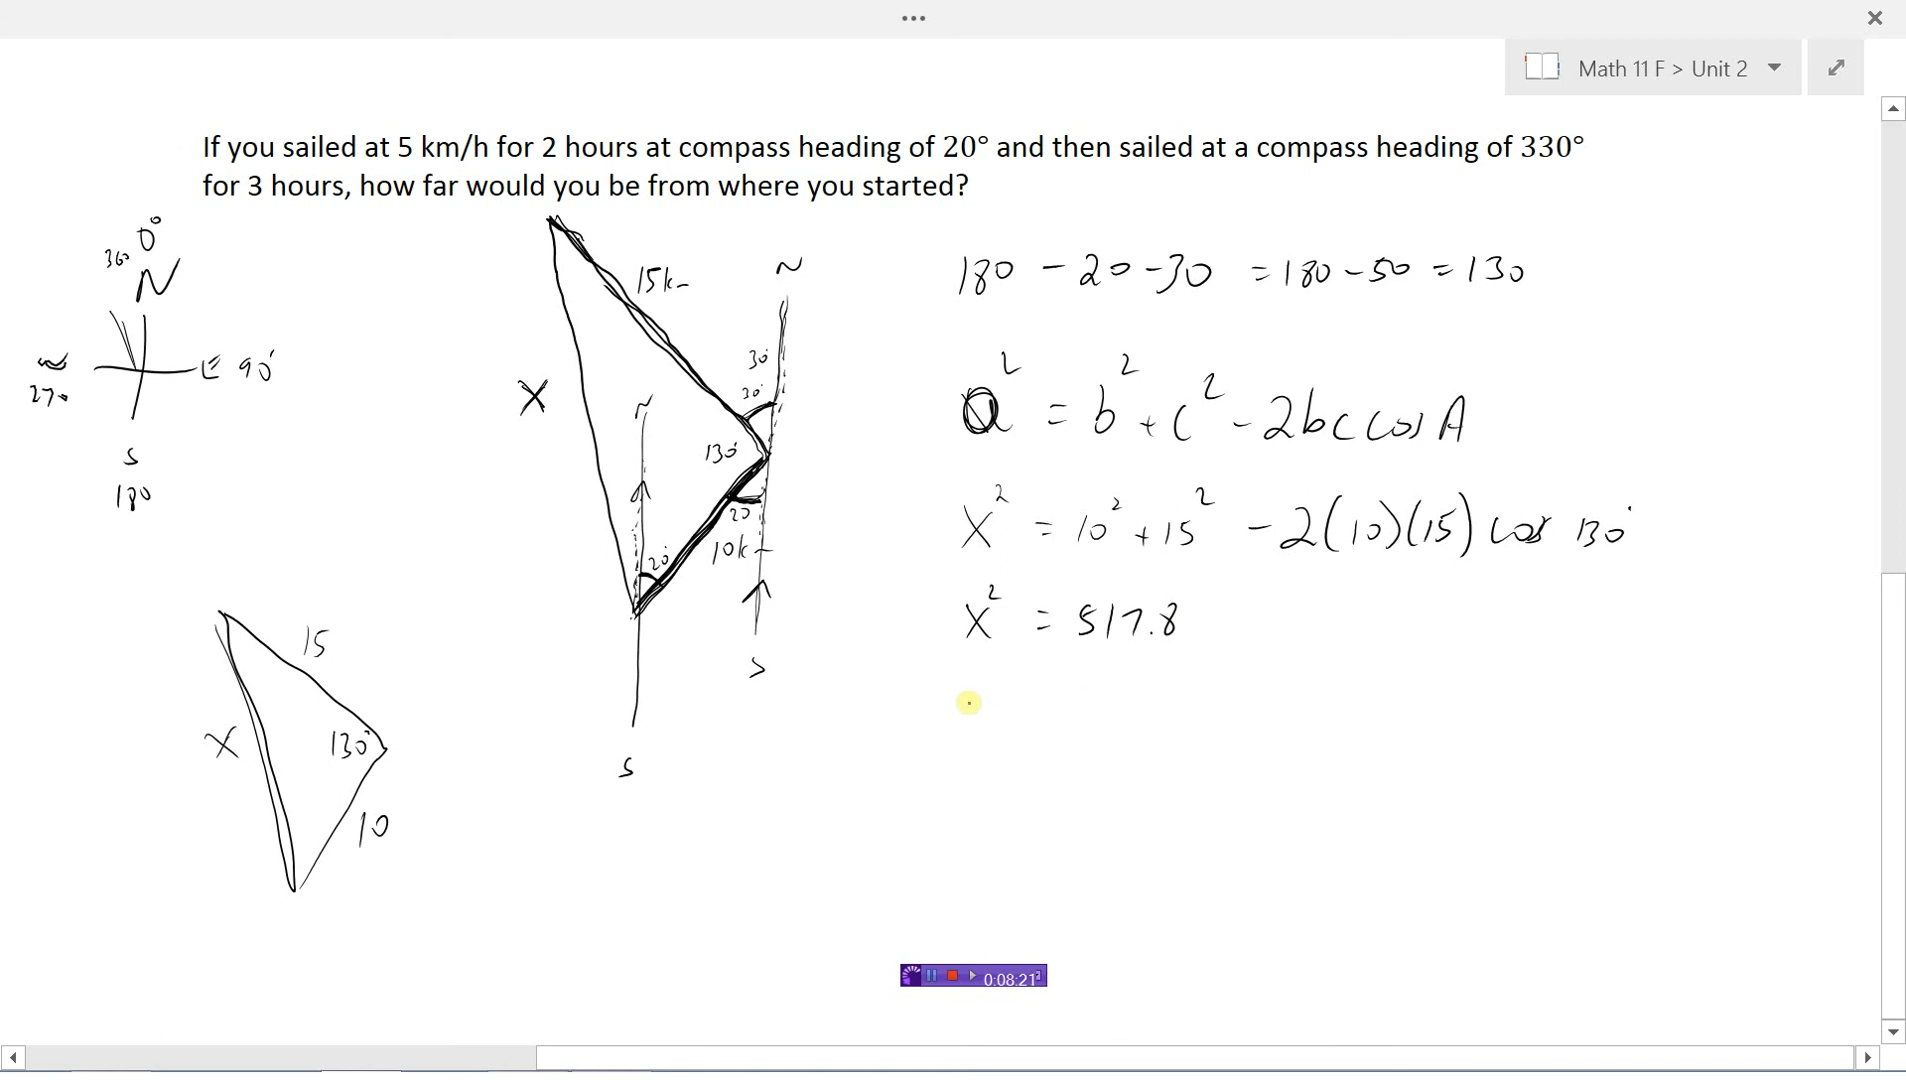 Math 11 F > Unit 2
If you sailed at 5 km/h for 2 hours at compass heading of 20° and then sailed at a compass heading of 330°
for 3 hours, how far would you be from where you started?
0°
360
N
W
270
E 90°
S
180
15km
N
30°
30°
X
N
130°
20
20°
10km
S
S
15
X
130°
10
180 - 20 - 30 = 180 - 50 = 130
a² = b² + c² - 2bc cos A
X² = 10² + 15² - 2(10)(15) cos 130°
X² = 517.8
0:08:21